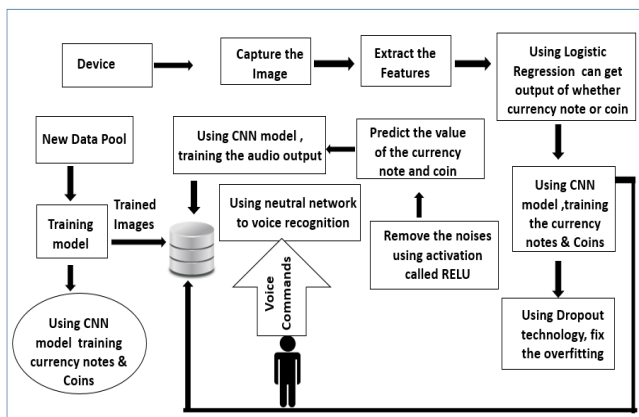 Device
Capture the
Image
Extract the
Features
Using Logistic
Regression can get
output of whether
currency note or coin
New Data Pool
Using CNN model ,
training the audio output
Predict the value
of the currency
note and coin
Trained
Images
Training
model
Using neutral network
to voice recognition
Using CNN
model ,training
the currency
notes & Coins
Remove the noises
using activation
called RELU
Voice
Commands
Using CNN
model training
currency notes &
Coins
Using Dropout
technology, fix
the overfitting